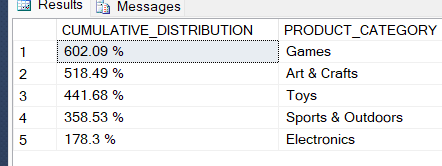 Results Messages
CUMULATIVE_DISTRIBUTION PRODUCT_CATEGORY
1 602.09 % Games
2 518.49 % Art & Crafts
3 441.68 % Toys
4 358.53 % Sports & Outdoors
5 178.3 % Electronics